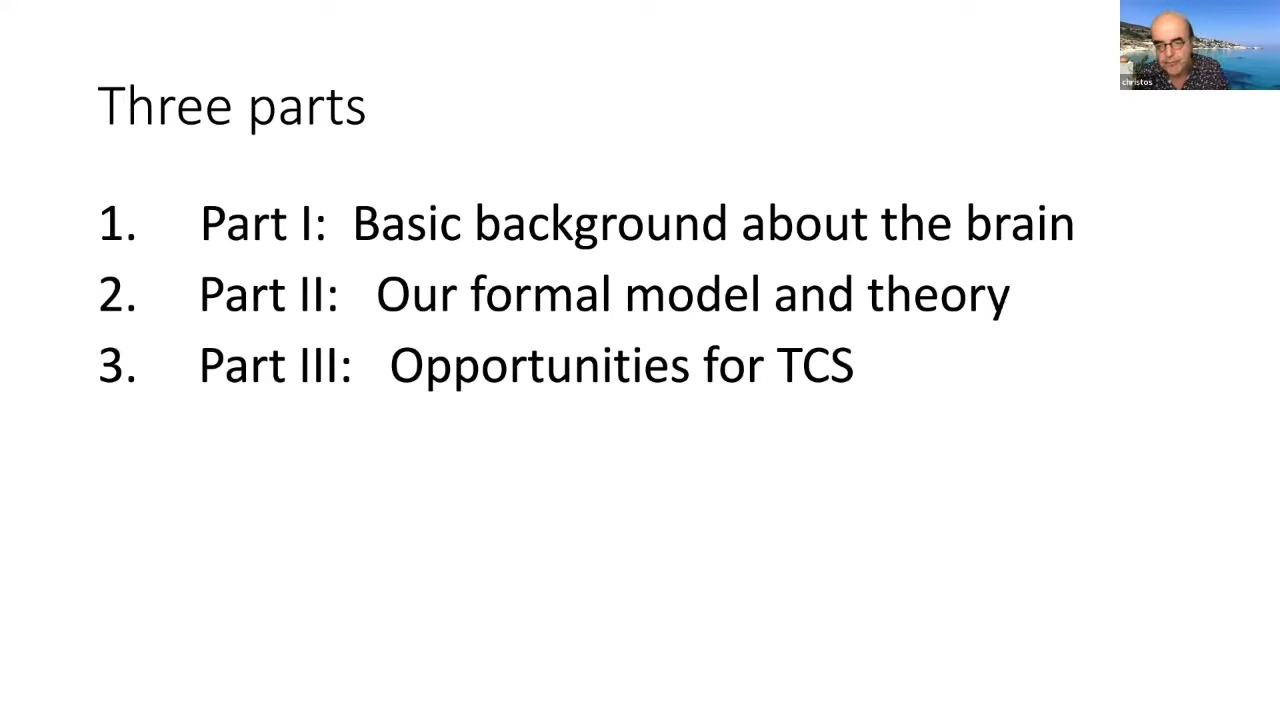 Three parts
1. Part I: Basic background about the brain
2. Part II: Our formal model and theory
3. Part III: Opportunities for TCS
christos